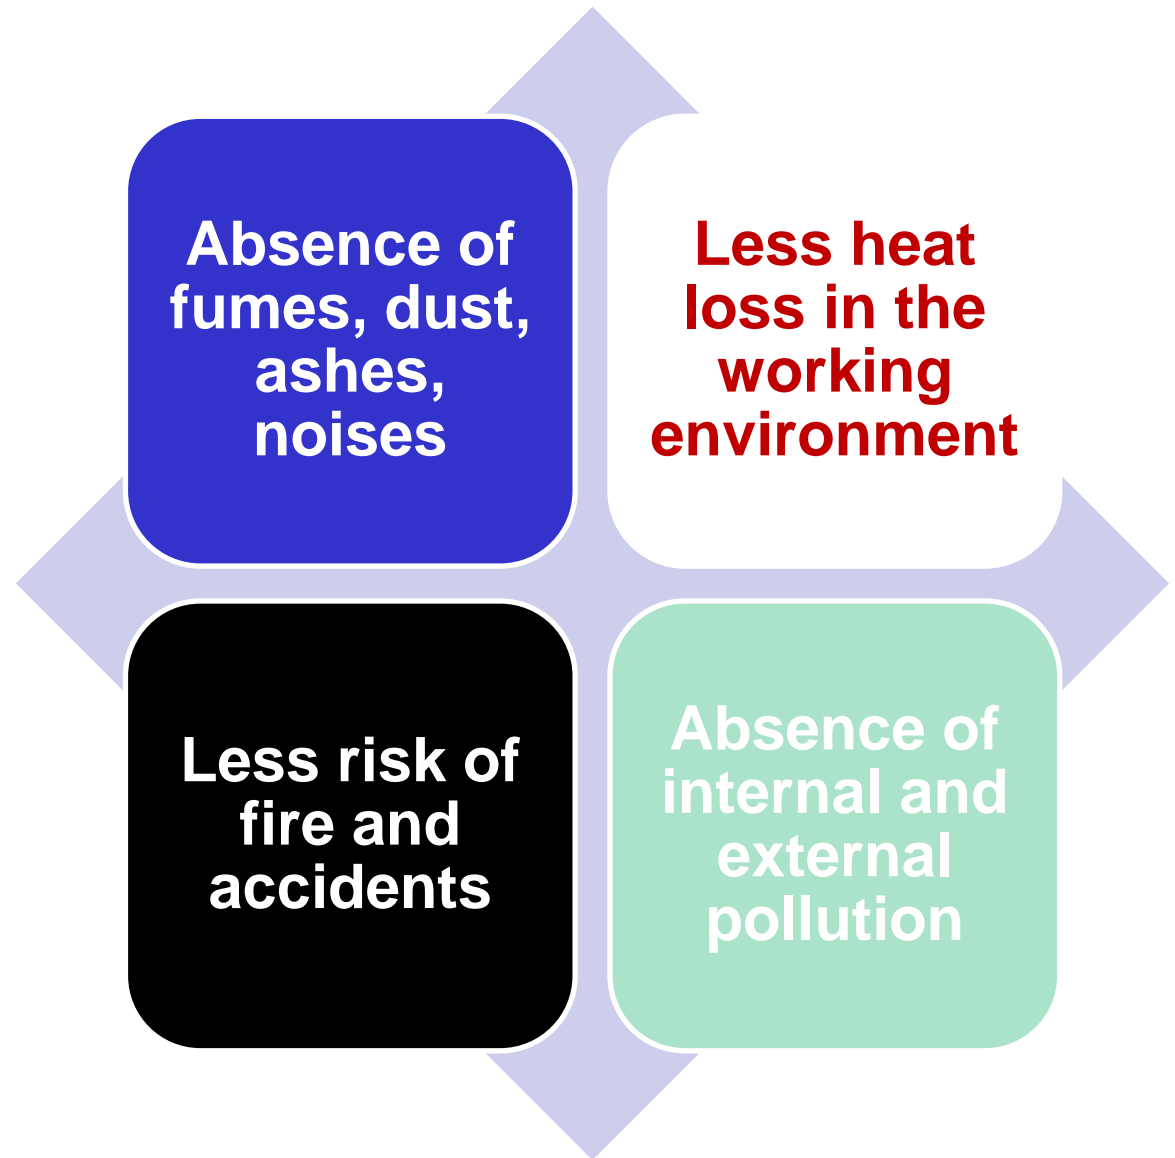 Absence of
fumes, dust,
ashes,
noises
Less heat
loss in the
working
environment
Less risk of
fire and
accidents
Absence of
internal and
external
pollution